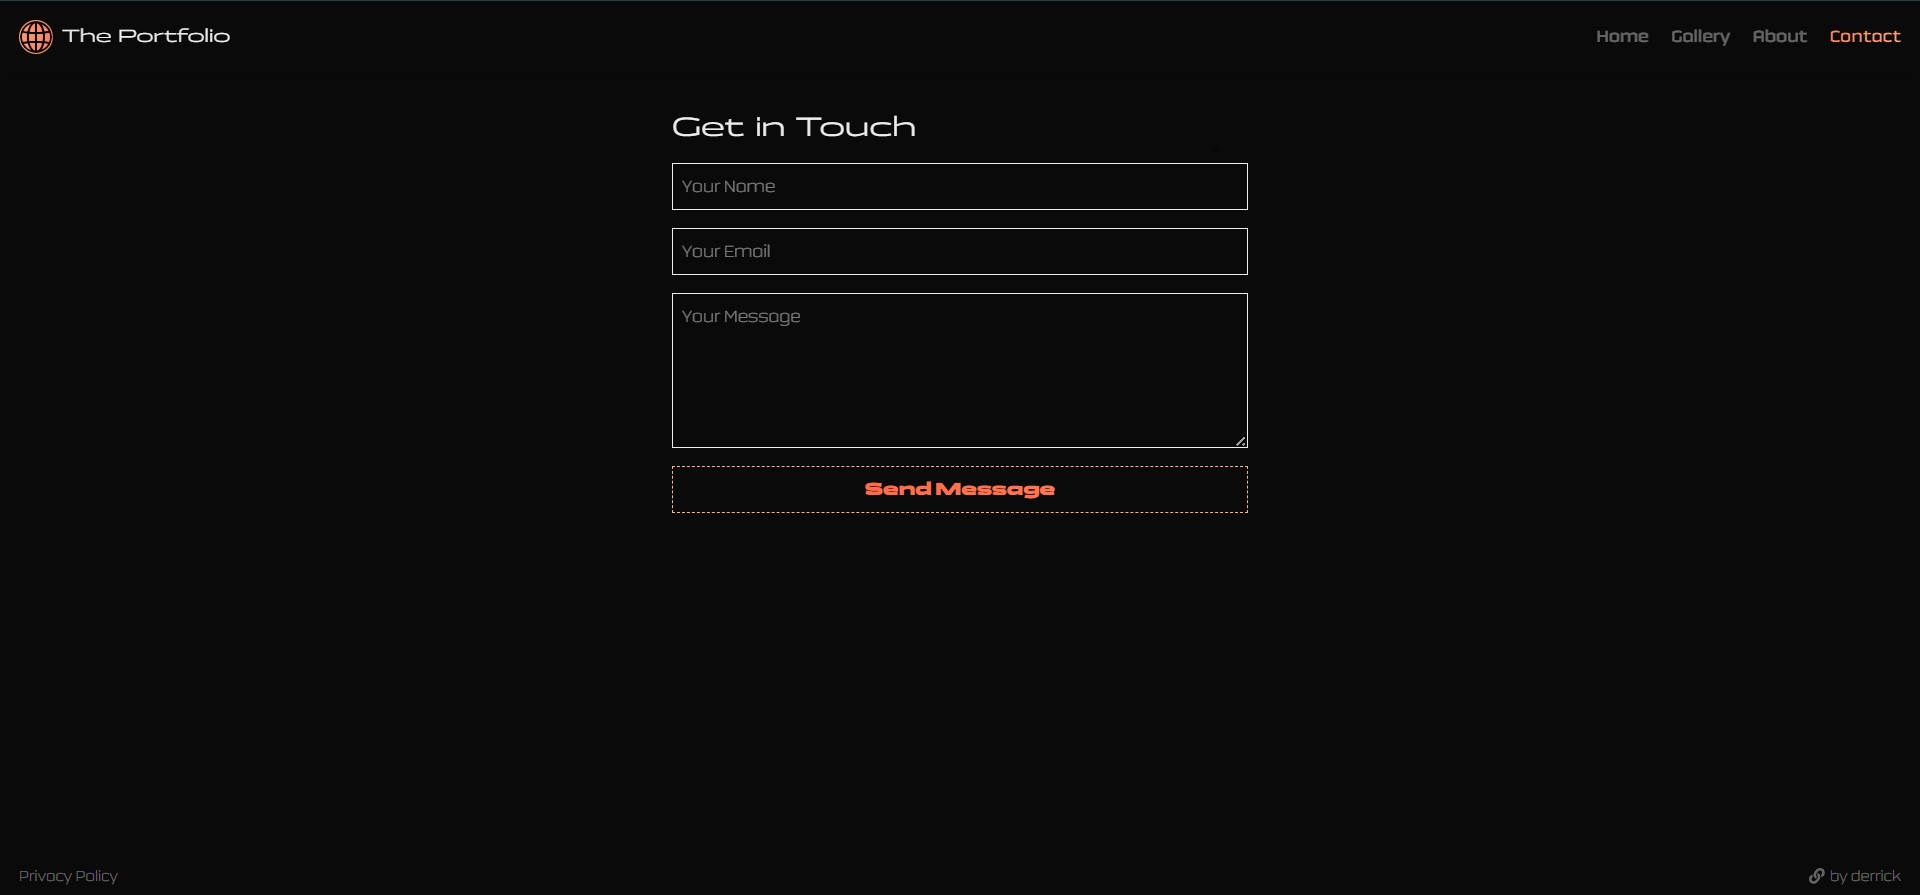 The Portfolio
Home Gallery About Contact
Get in Touch
Your Name
Your Email
Your Message
Send Message
Privacy Policy
by derrick